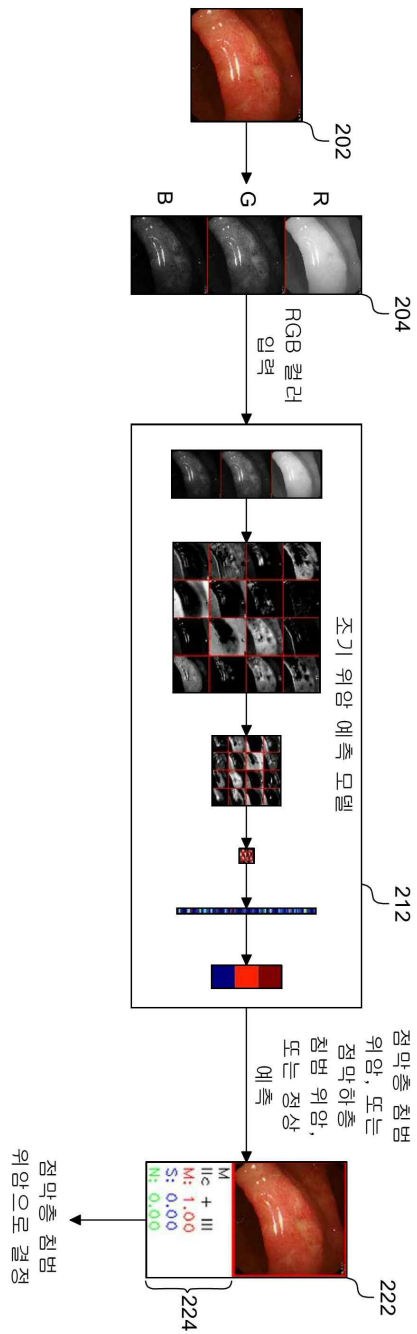 202
R
G
B
204
RGB 컬러
입력
조기 위암 예측 모델
212
점막층 침범
위암, 또는
점막하층
침범 위암,
또는 정상
예측
222
M
IIc + III
M: 1.00
S: 0.00
N: 0.00
224
점막층 침범
위암으로 결정